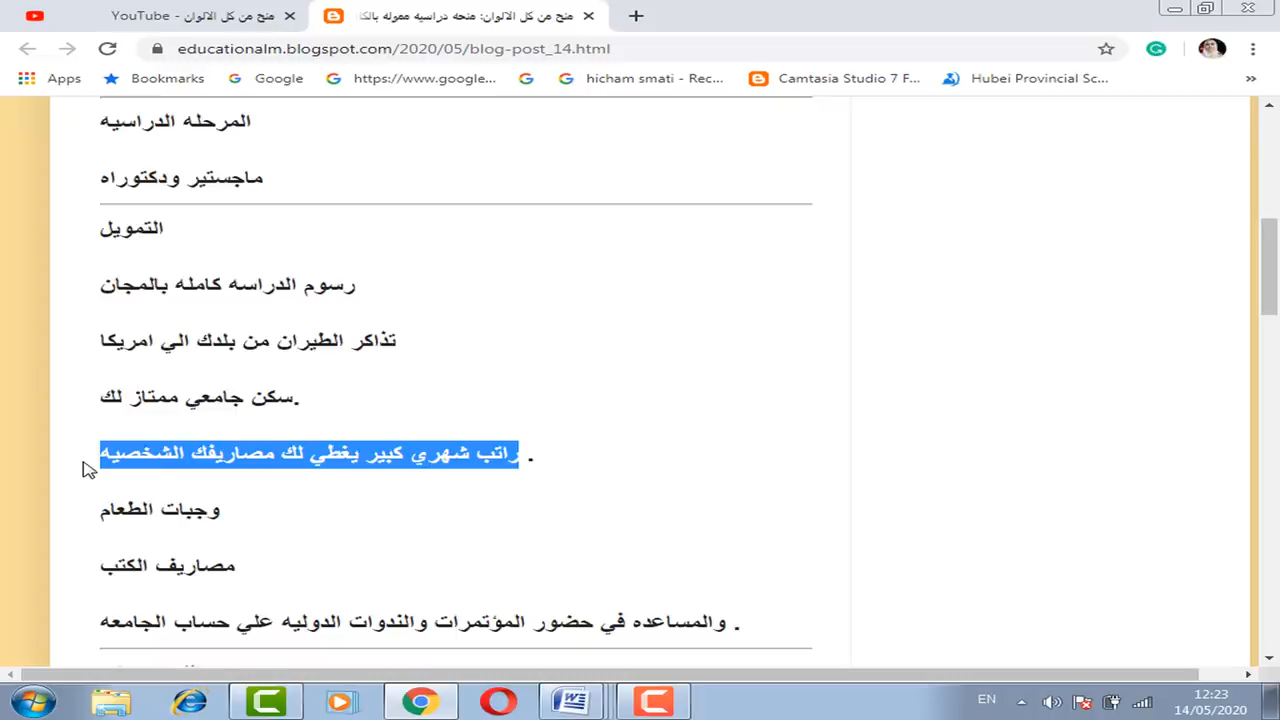 منح من كل الالوان - YouTube
منح من كل الالوان: منحه دراسيه مموله بالكا
educationalm.blogspot.com/2020/05/blog-post_14.html
Apps
Bookmarks
Google
https://www.google...
hicham smati - Rec...
Camtasia Studio 7 F...
Hubei Provincial Sc...
»
المرحله الدراسيه
ماجستير ودكتوراه
التمويل
رسوم الدراسه كامله بالمجان
تذاكر الطيران من بلدك الي امريكا
.سكن جامعي ممتاز لك
. راتب شهري كبير يغطي لك مصاريفك الشخصيه
وجبات الطعام
مصاريف الكتب
. والمساعده في حضور المؤتمرات والندوات الدوليه علي حساب الجامعه
EN
12:23
14/05/2020